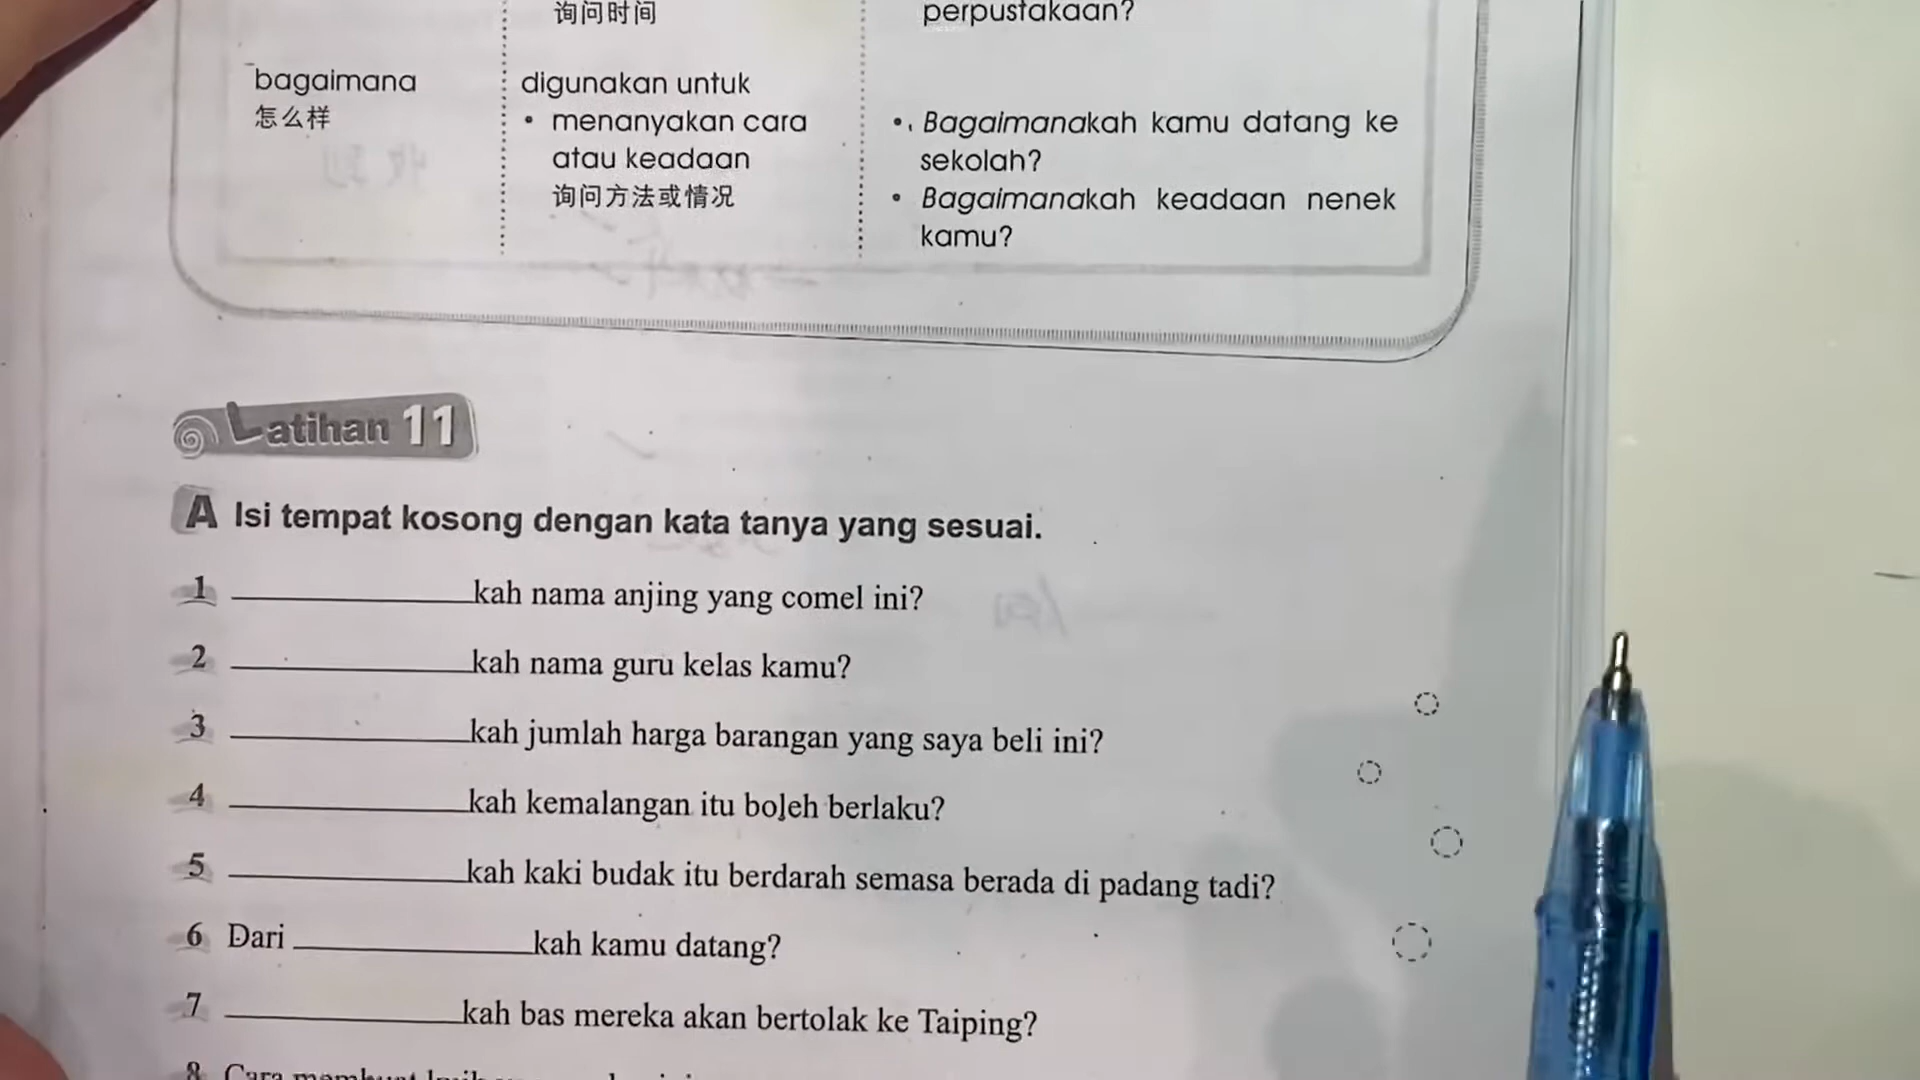 询问时间
perpustakaan?
bagaimana
怎么样
digunakan untuk
• menanyakan cara
atau keadaan
询问方法或情况
• Bagaimanakah kamu datang ke
sekolah?
• Bagaimanakah keadaan nenek
kamu?
Latihan 11
A Isi tempat kosong dengan kata tanya yang sesuai.
1 ____________kah nama anjing yang comel ini?
2 ____________kah nama guru kelas kamu?
3 ____________kah jumlah harga barangan yang saya beli ini?
4 ____________kah kemalangan itu boleh berlaku?
5 ____________kah kaki budak itu berdarah semasa berada di padang tadi?
6 Dari ____________kah kamu datang?
7 ____________kah bas mereka akan bertolak ke Taiping?
8 Cara